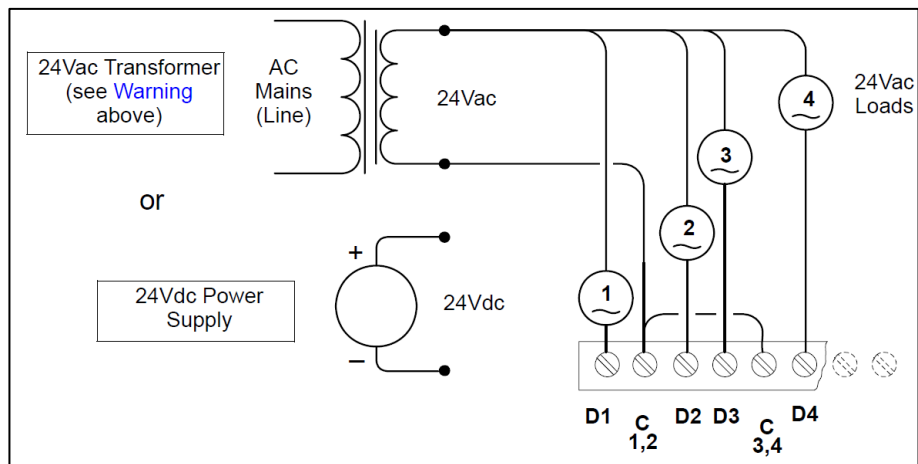 24Vac Transformer
(see Warning
above)
AC
Mains
(Line)
24Vac
24Vac
Loads
4
3
2
1
or
24Vdc Power
Supply
+
−
24Vdc
D1
C
1,2
D2
D3
C
3,4
D4